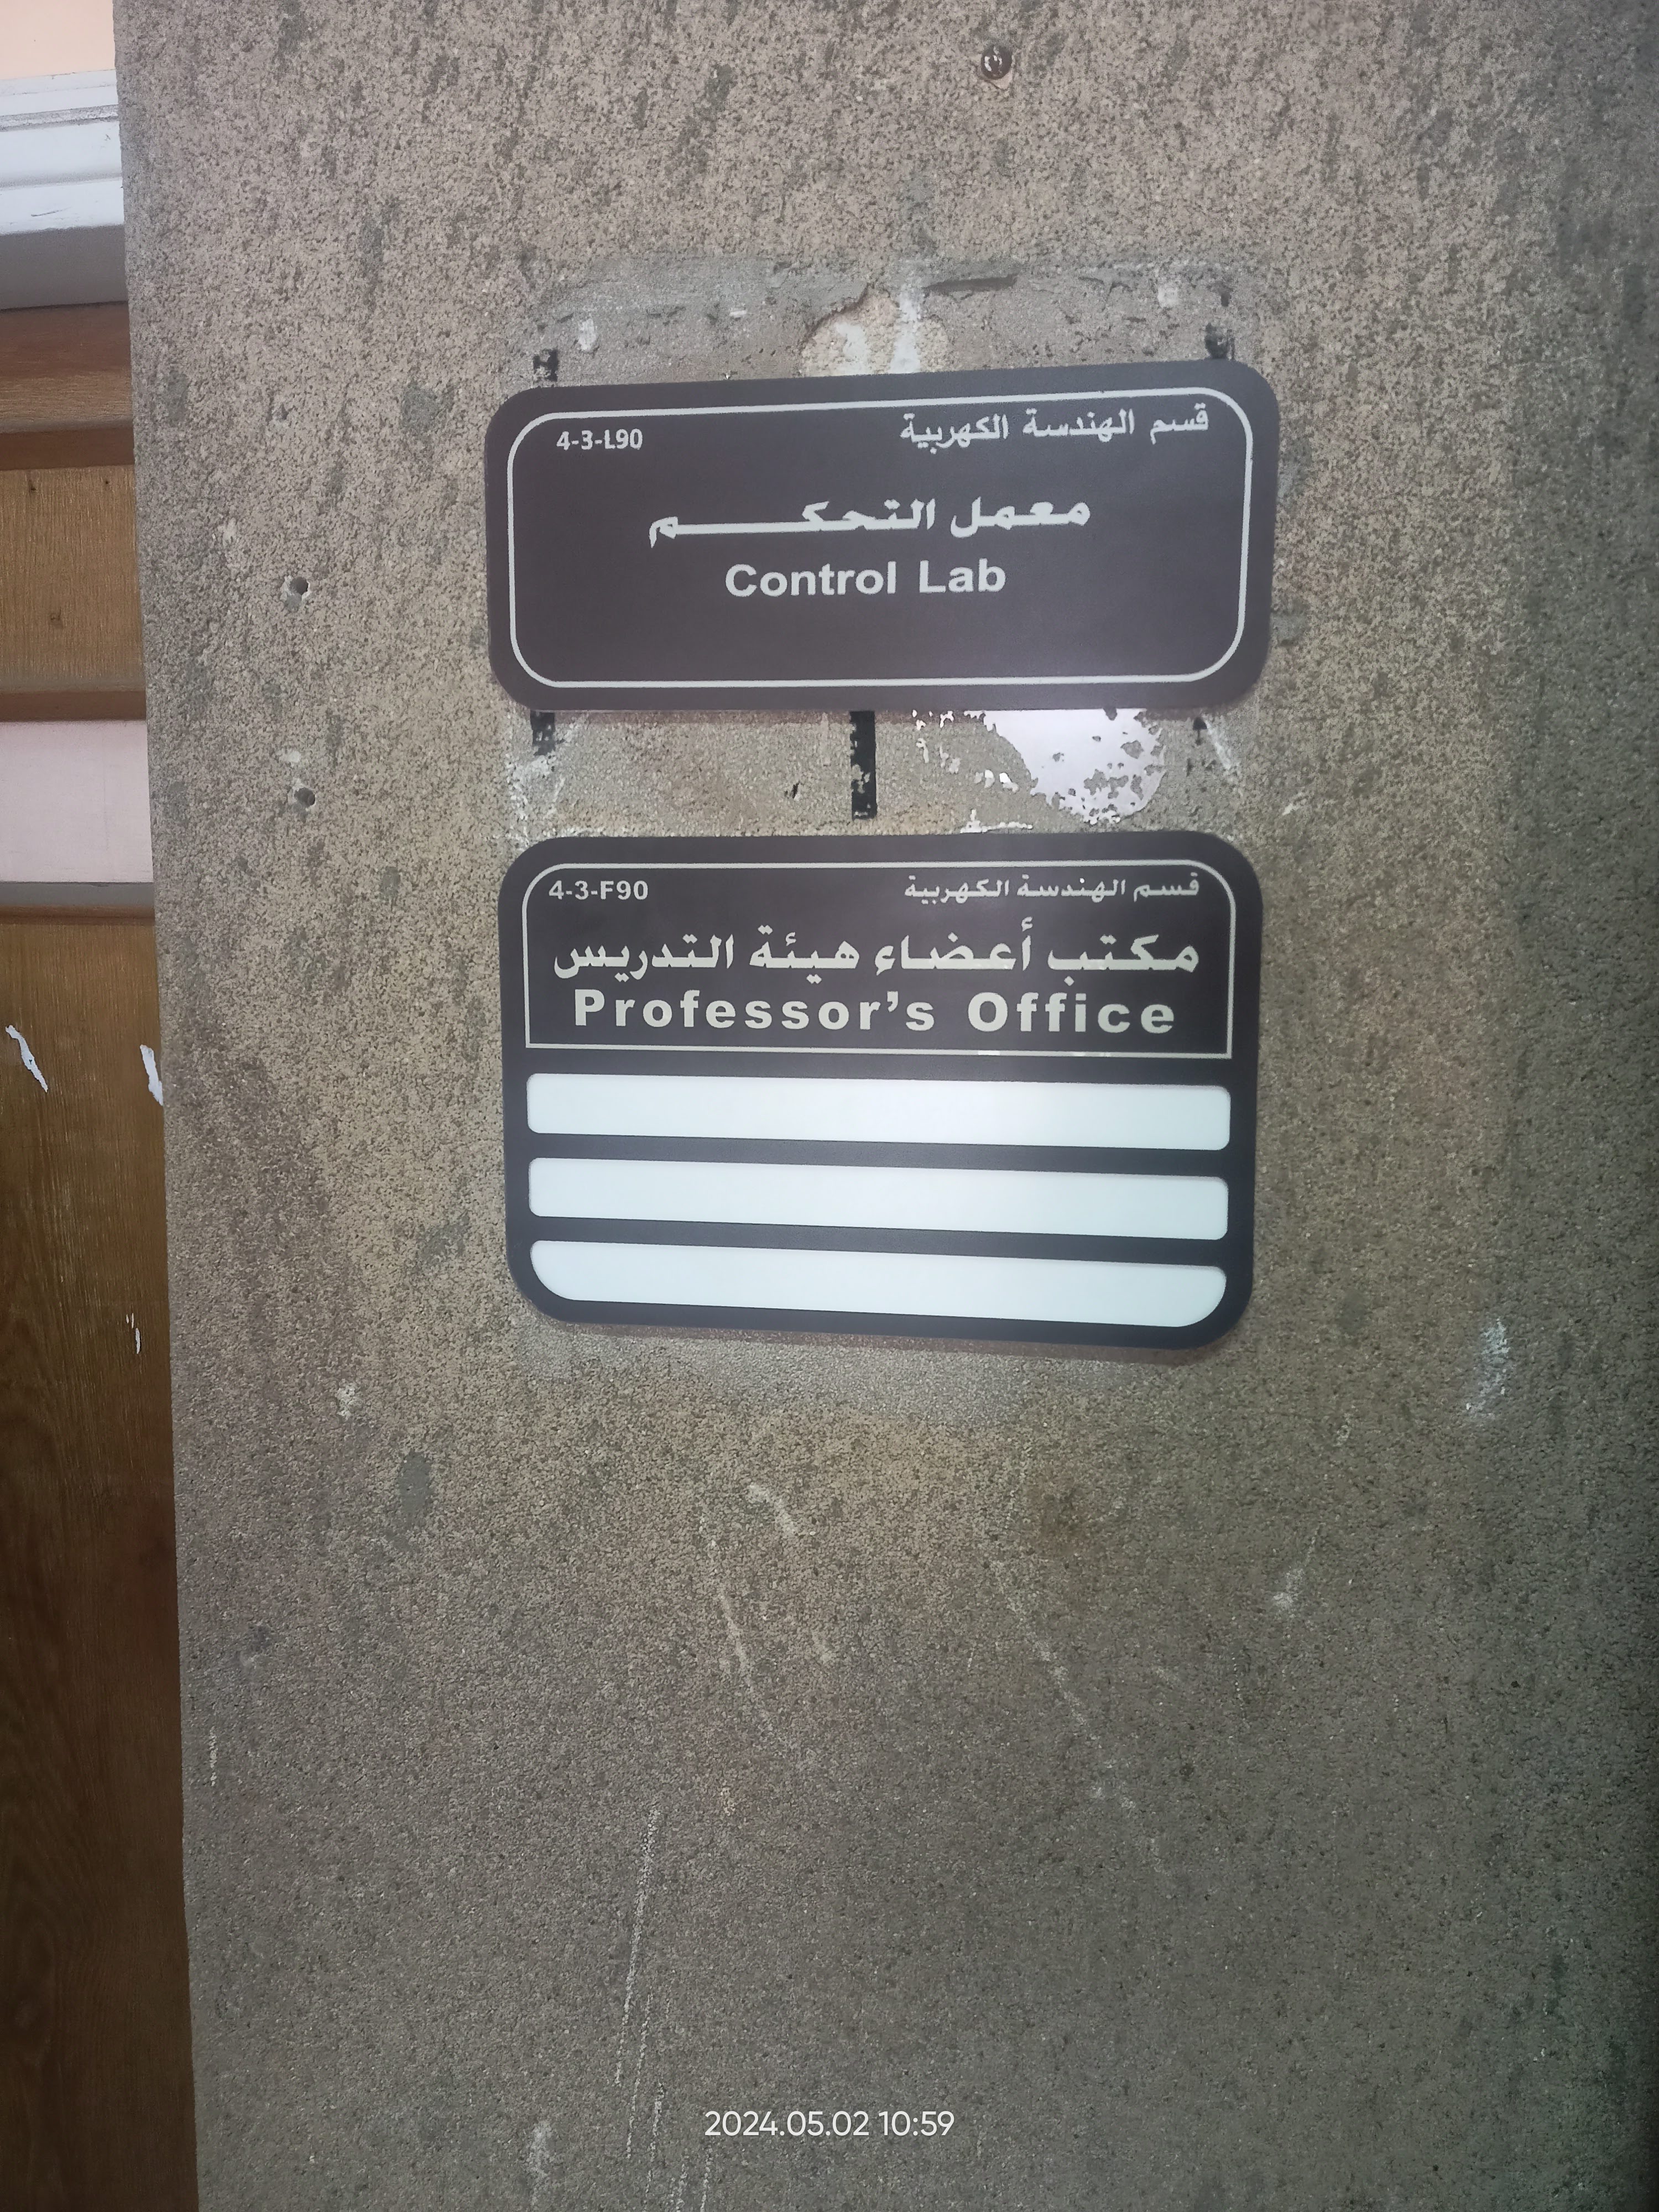 قسم الهندسة الكهربية 4-3-L90
معمل التحكـــــم
Control Lab
قسم الهندسة الكهربية 4-3-F90
مكتب أعضاء هيئة التدريس
Professor’s Office
2024.05.02 10:59